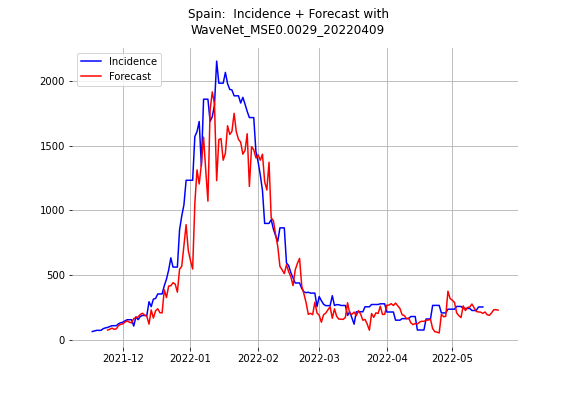 Spain:  Incidence + Forecast with
WaveNet_MSE0.0029_20220409
Incidence
Forecast
2000
1500
1000
500
0
2021-12 2022-01 2022-02 2022-03 2022-04 2022-05